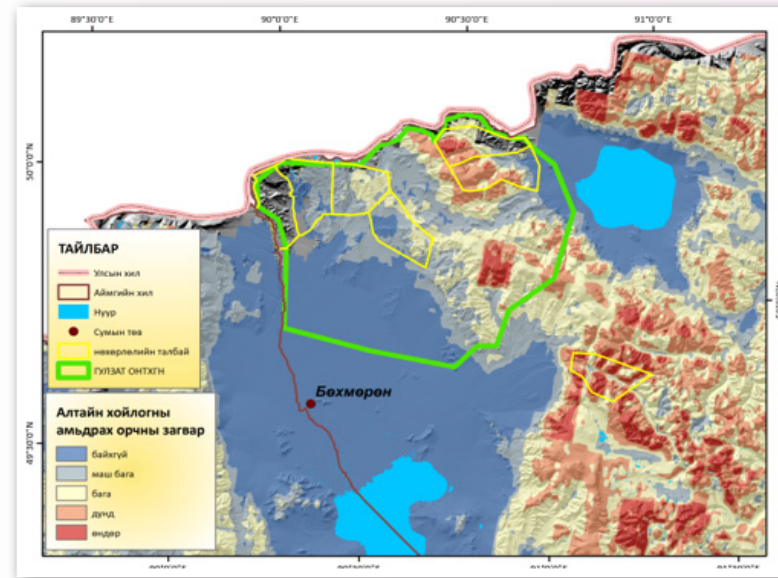 89°30'0"E 90°0'0"E 90°30'0"E 91°0'0"E
50°0'0"N
49°30'0"N
ТАЙЛБАР
Улсын хил
Аймгийн хил
Нуур
Сумын төв
нөхөрлөлийн талбай
ГУЛЗАТ ОНТХГН
Бөхмөрөн
Алтайн хойлогны
амьдрах орчны загвар
байхгүй
маш бага
бага
дунд
өндөр